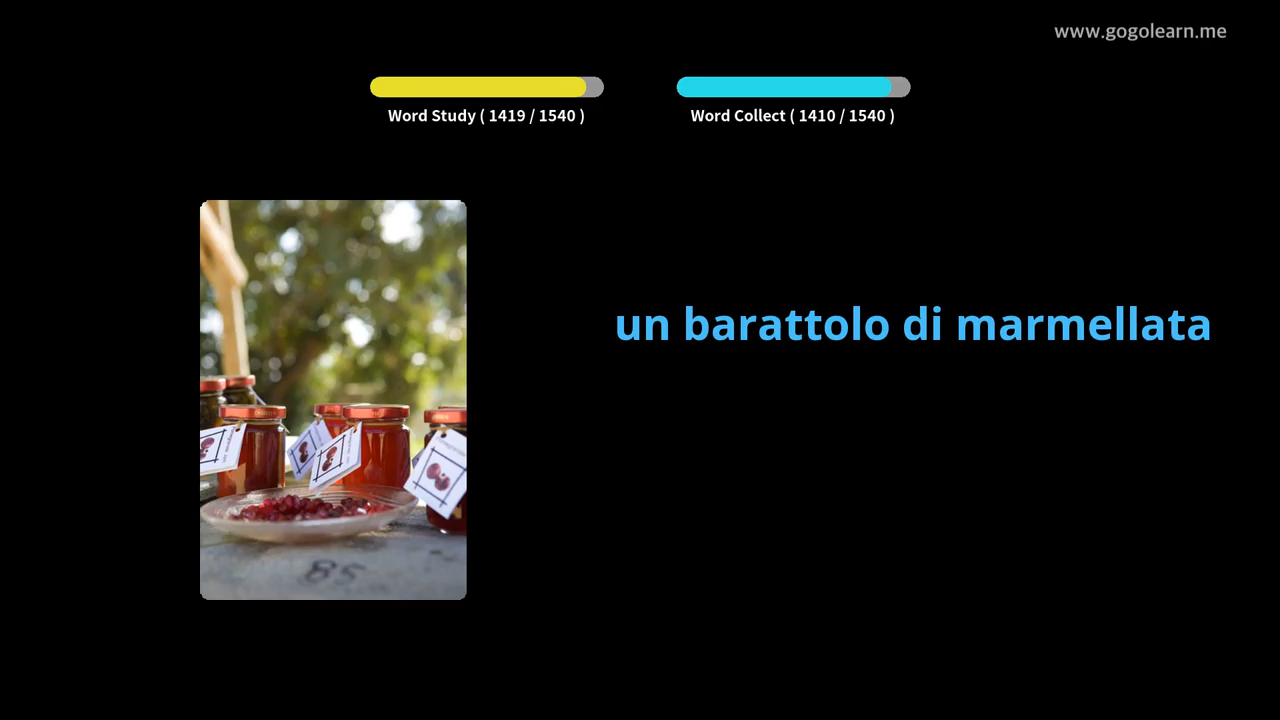 www.gogolearn.me
Word Study ( 1419 / 1540 )
Word Collect ( 1410 / 1540 )
un barattolo di marmellata
85